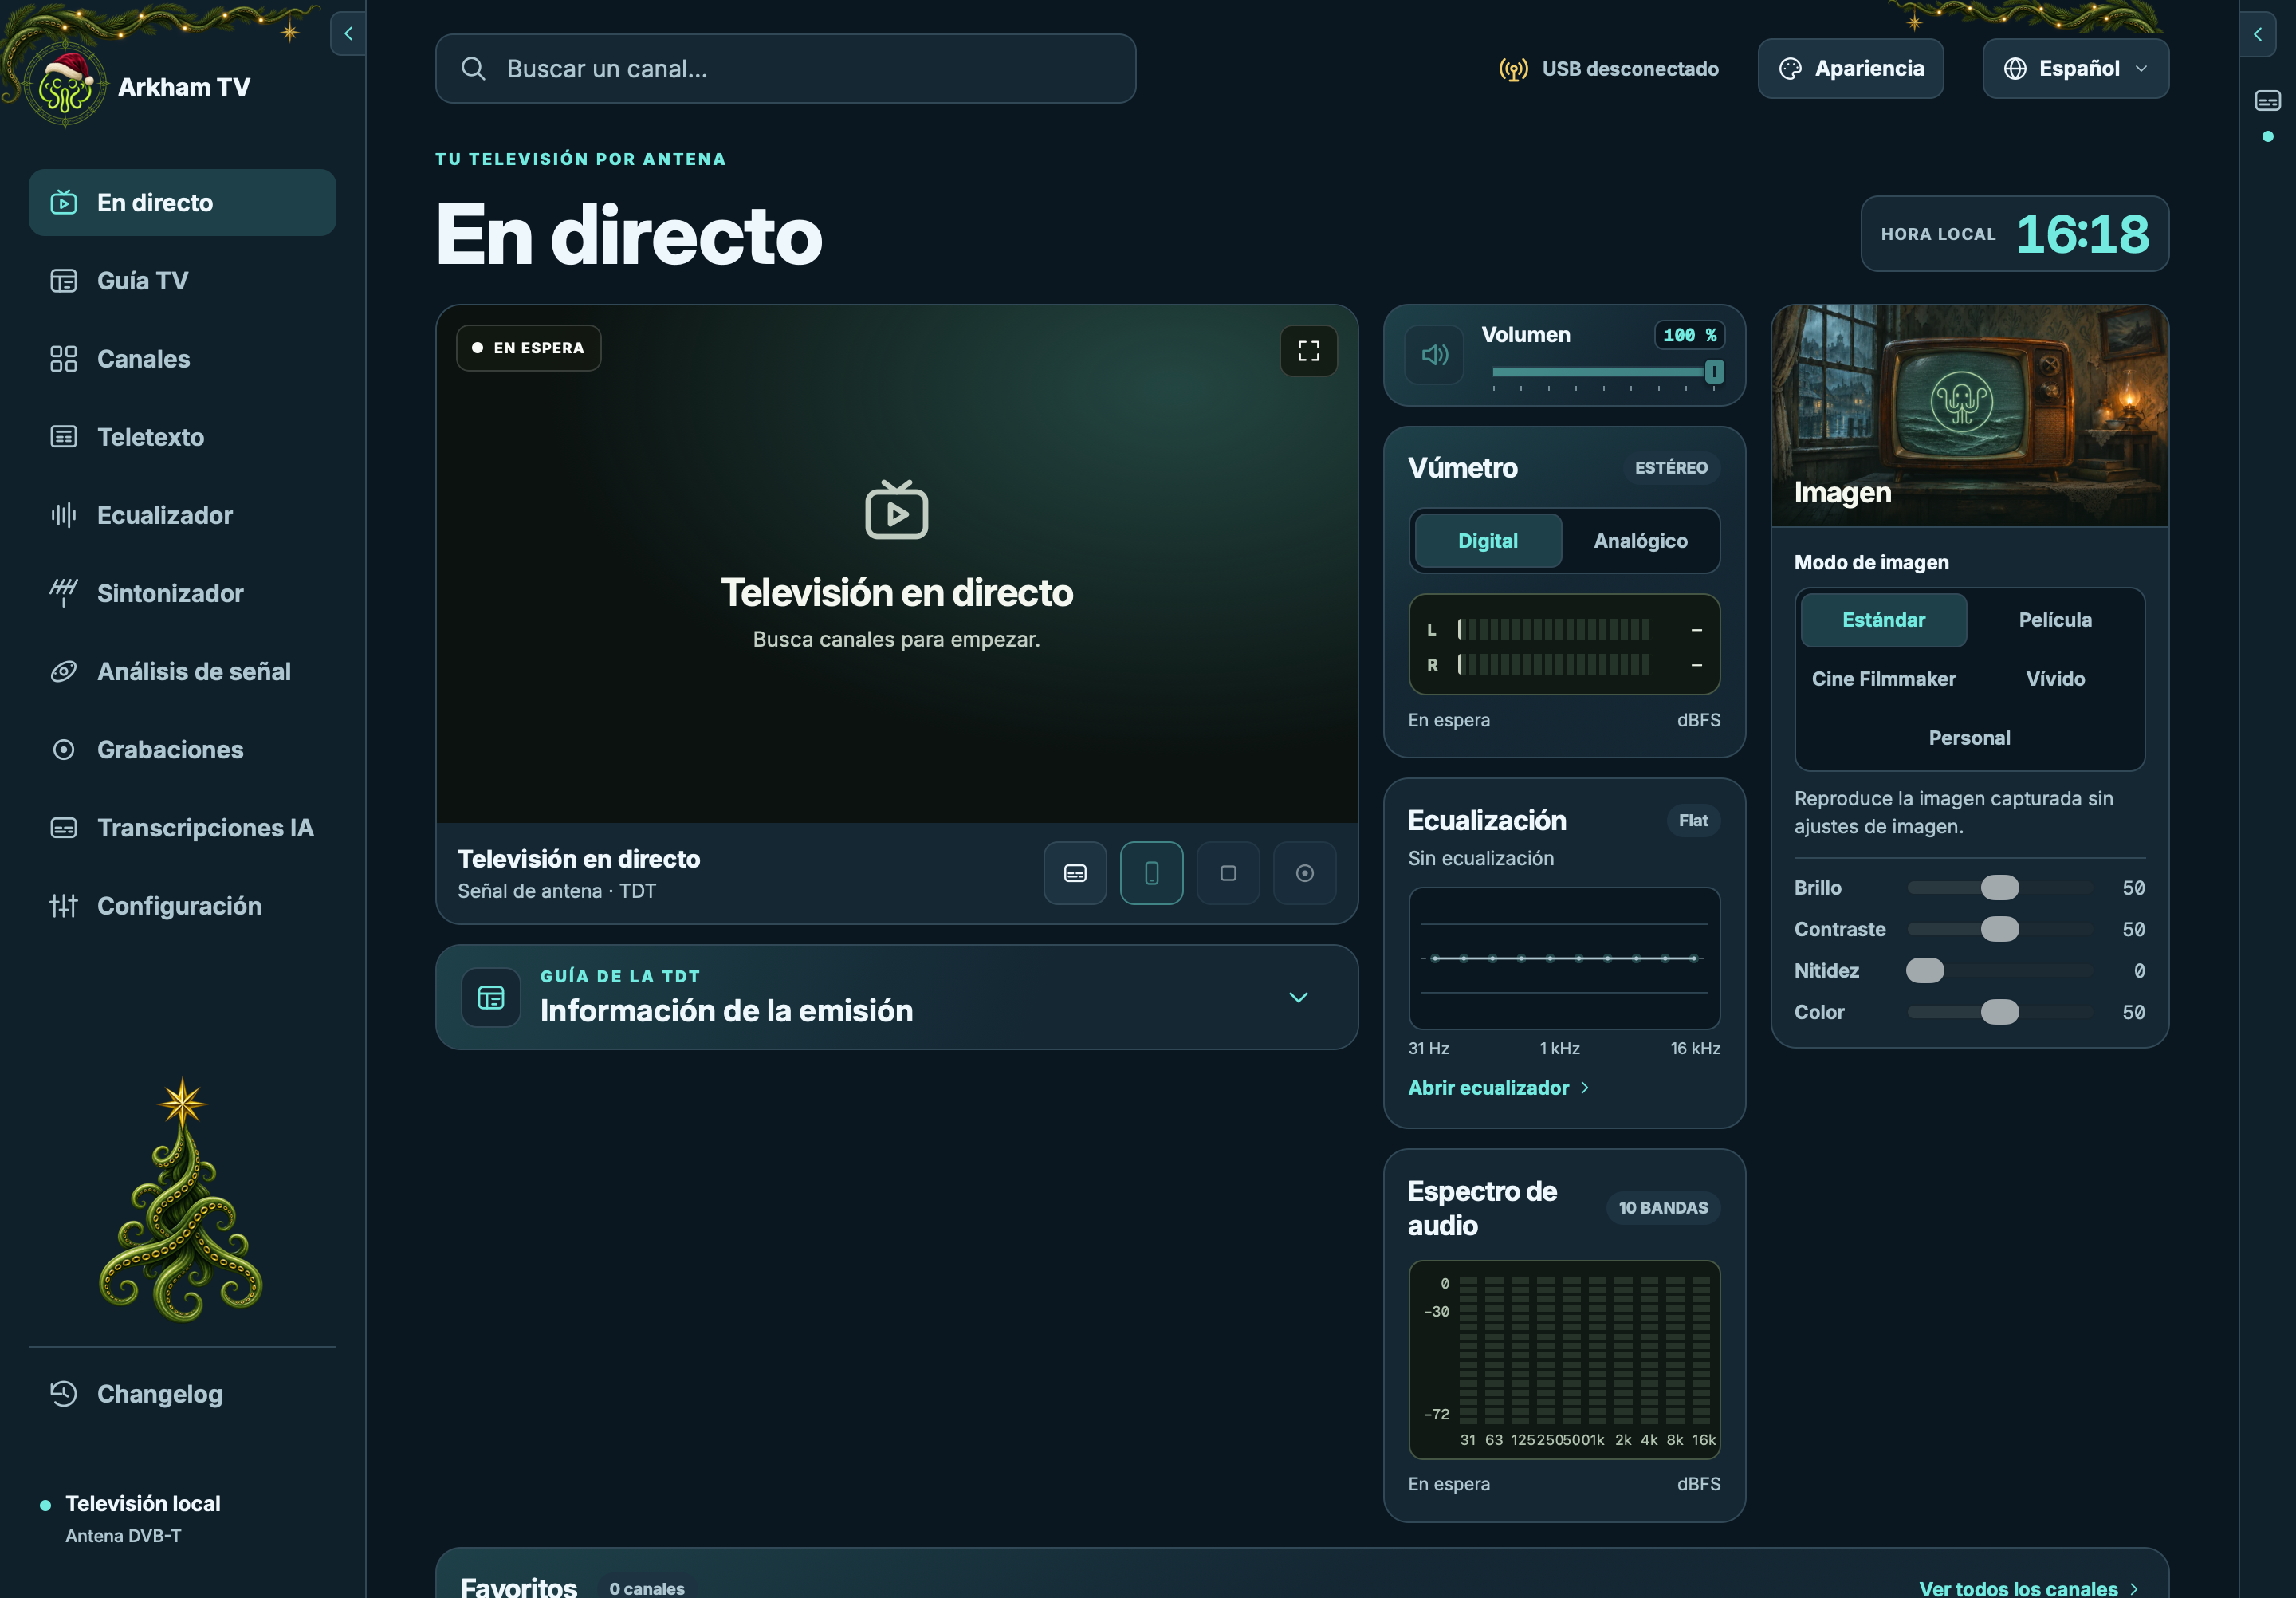 Arkham TV
En directo
Guía TV
Canales
Teletexto
Ecualizador
Sintonizador
Análisis de señal
Grabaciones
Transcripciones IA
Configuración
Changelog
Televisión local
Antena DVB-T
Buscar un canal...
USB desconectado
Apariencia
Español
TU TELEVISIÓN POR ANTENA
En directo
HORA LOCAL 16:18
EN ESPERA
Televisión en directo
Busca canales para empezar.
Televisión en directo
Señal de antena · TDT
GUÍA DE LA TDT
Información de la emisión
Volumen 100 %
Vúmetro ESTÉREO
Digital Analógico
L –
R –
En espera dBFS
Ecualización Flat
Sin ecualización
31 Hz 1 kHz 16 kHz
Abrir ecualizador
Espectro de audio
10 BANDAS
0
-30
-72
31 63 125 250 500 1k 2k 4k 8k 16k
En espera dBFS
Imagen
Modo de imagen
Estándar Película
Cine Filmmaker Vívido
Personal
Reproduce la imagen capturada sin
ajustes de imagen.
Brillo 50
Contraste 50
Nitidez 0
Color 50
Favoritos 0 canales
Ver todos los canales